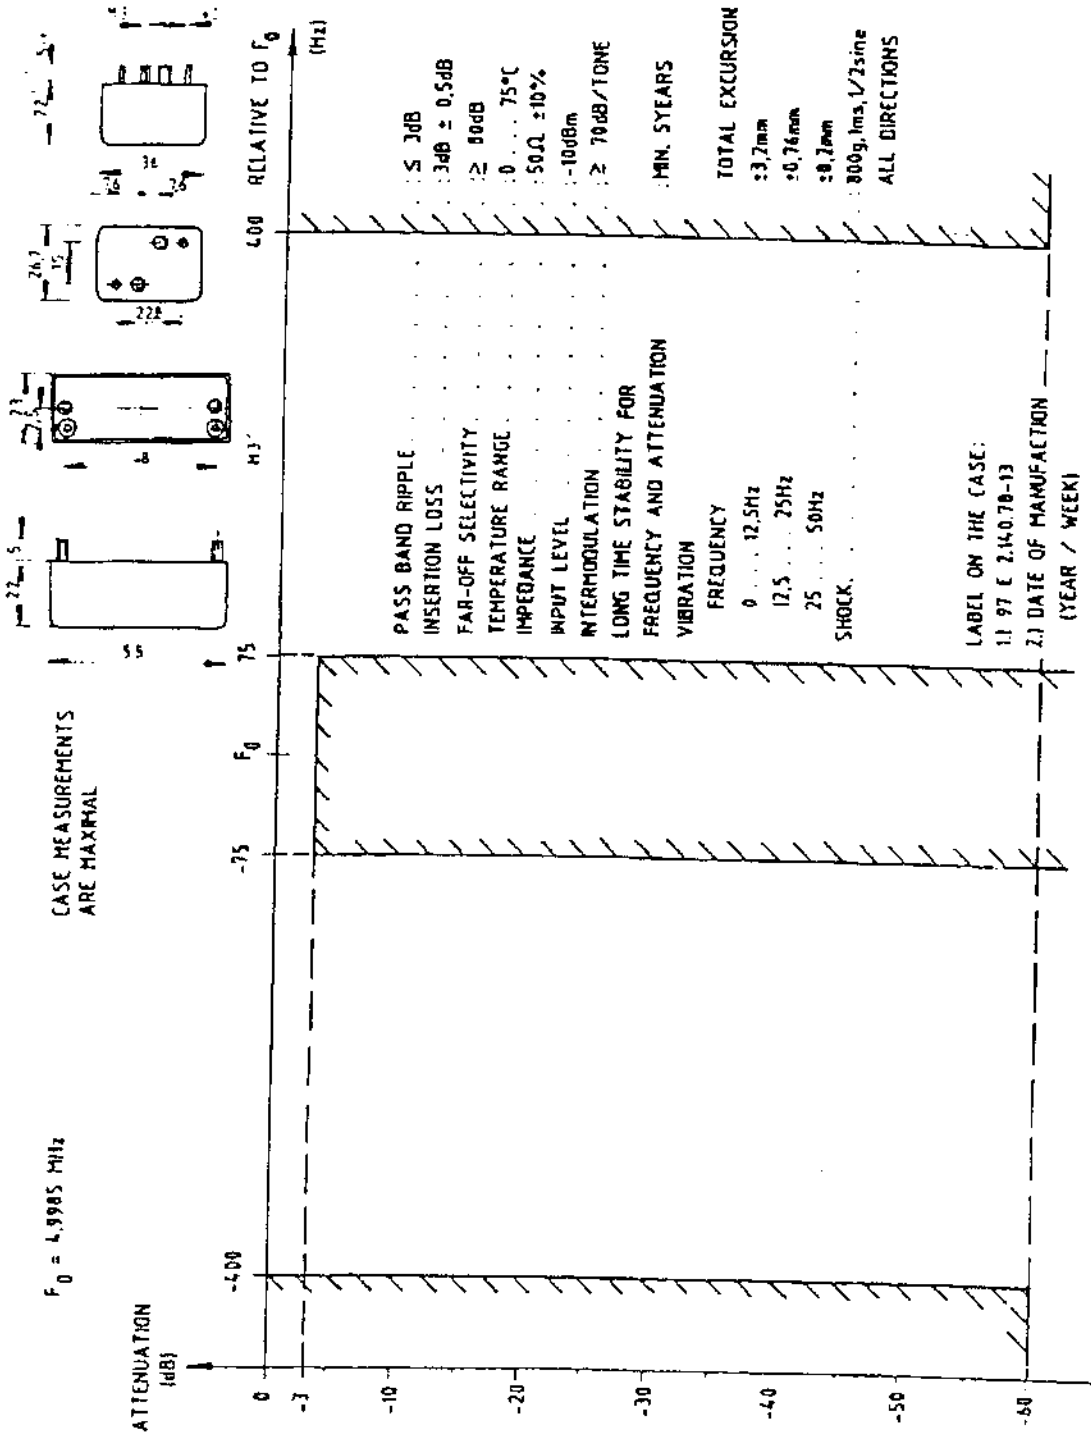 F₀ = 4,9985 MHz
CASE MEASUREMENTS
ARE MAXIMAL
22
5
55
48
22,8
26,7
15
36
22
ATTENUATION
(dB)
0
-3
-10
-20
-30
-40
-50
-60
-400
-75
F₀
75
400
RELATIVE TO F₀
(Hz)
PASS BAND RIPPLE . . . . . . . : ≤ 3dB
INSERTION LOSS . . . . . . . : 3dB ± 0,5dB
FAR-OFF SELECTIVITY . . . . . . : ≥ 80dB
TEMPERATURE RANGE . . . . . : 0 . . . 75°C
IMPEDANCE . . . . . . : 50Ω ±10%
INPUT LEVEL . . . . . . : -10dBm
INTERMODULATION . . . . . . : ≥ 70dB/TONE
LONG TIME STABILITY FOR
FREQUENCY AND ATTENUATION : MIN. 5YEARS
VIBRATION
FREQUENCY TOTAL EXCURSION
0 . . . 12,5Hz ±3,2mm
12,5 . . . 25Hz ±0,76mm
25 . . . 50Hz ±0,2mm
SHOCK . . . . . . . : 800g, 1ms, 1/2sine
ALL DIRECTIONS
LABEL ON THE CASE:
1.) 97 E 2.140.78-13
2.) DATE OF MANUFACTION
(YEAR / WEEK)